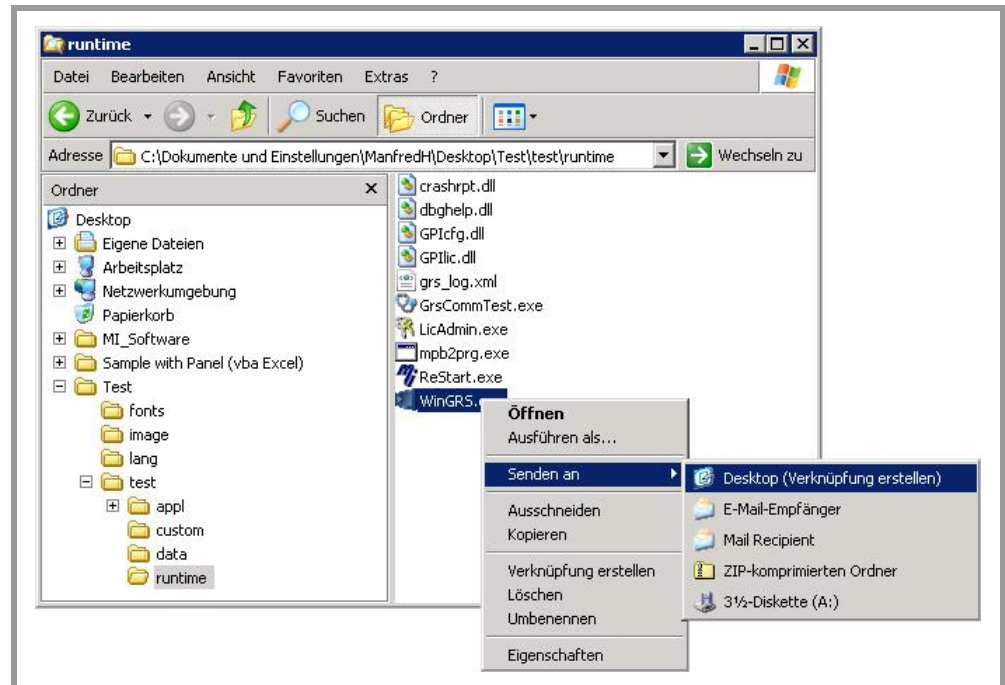 runtime
Datei Bearbeiten Ansicht Favoriten Extras ?
Zurück Suchen Ordner
Adresse C:\Dokumente und Einstellungen\ManfredH\Desktop\Test\test\runtime Wechseln zu
Ordner
Desktop
Eigene Dateien
Arbeitsplatz
Netzwerkumgebung
Papierkorb
MI_Software
Sample with Panel (vba Excel)
Test
fonts
image
lang
test
appl
custom
data
runtime
crashrpt.dll
dbghelp.dll
GPIcfg.dll
GPIlic.dll
grs_log.xml
GrsCommTest.exe
LicAdmin.exe
mpb2prg.exe
ReStart.exe
WinGRS.
Öffnen
Ausführen als...
Senden an
Ausschneiden
Kopieren
Verknüpfung erstellen
Löschen
Umbenennen
Eigenschaften
Desktop (Verknüpfung erstellen)
E-Mail-Empfänger
Mail Recipient
ZIP-komprimierten Ordner
3½-Diskette (A:)